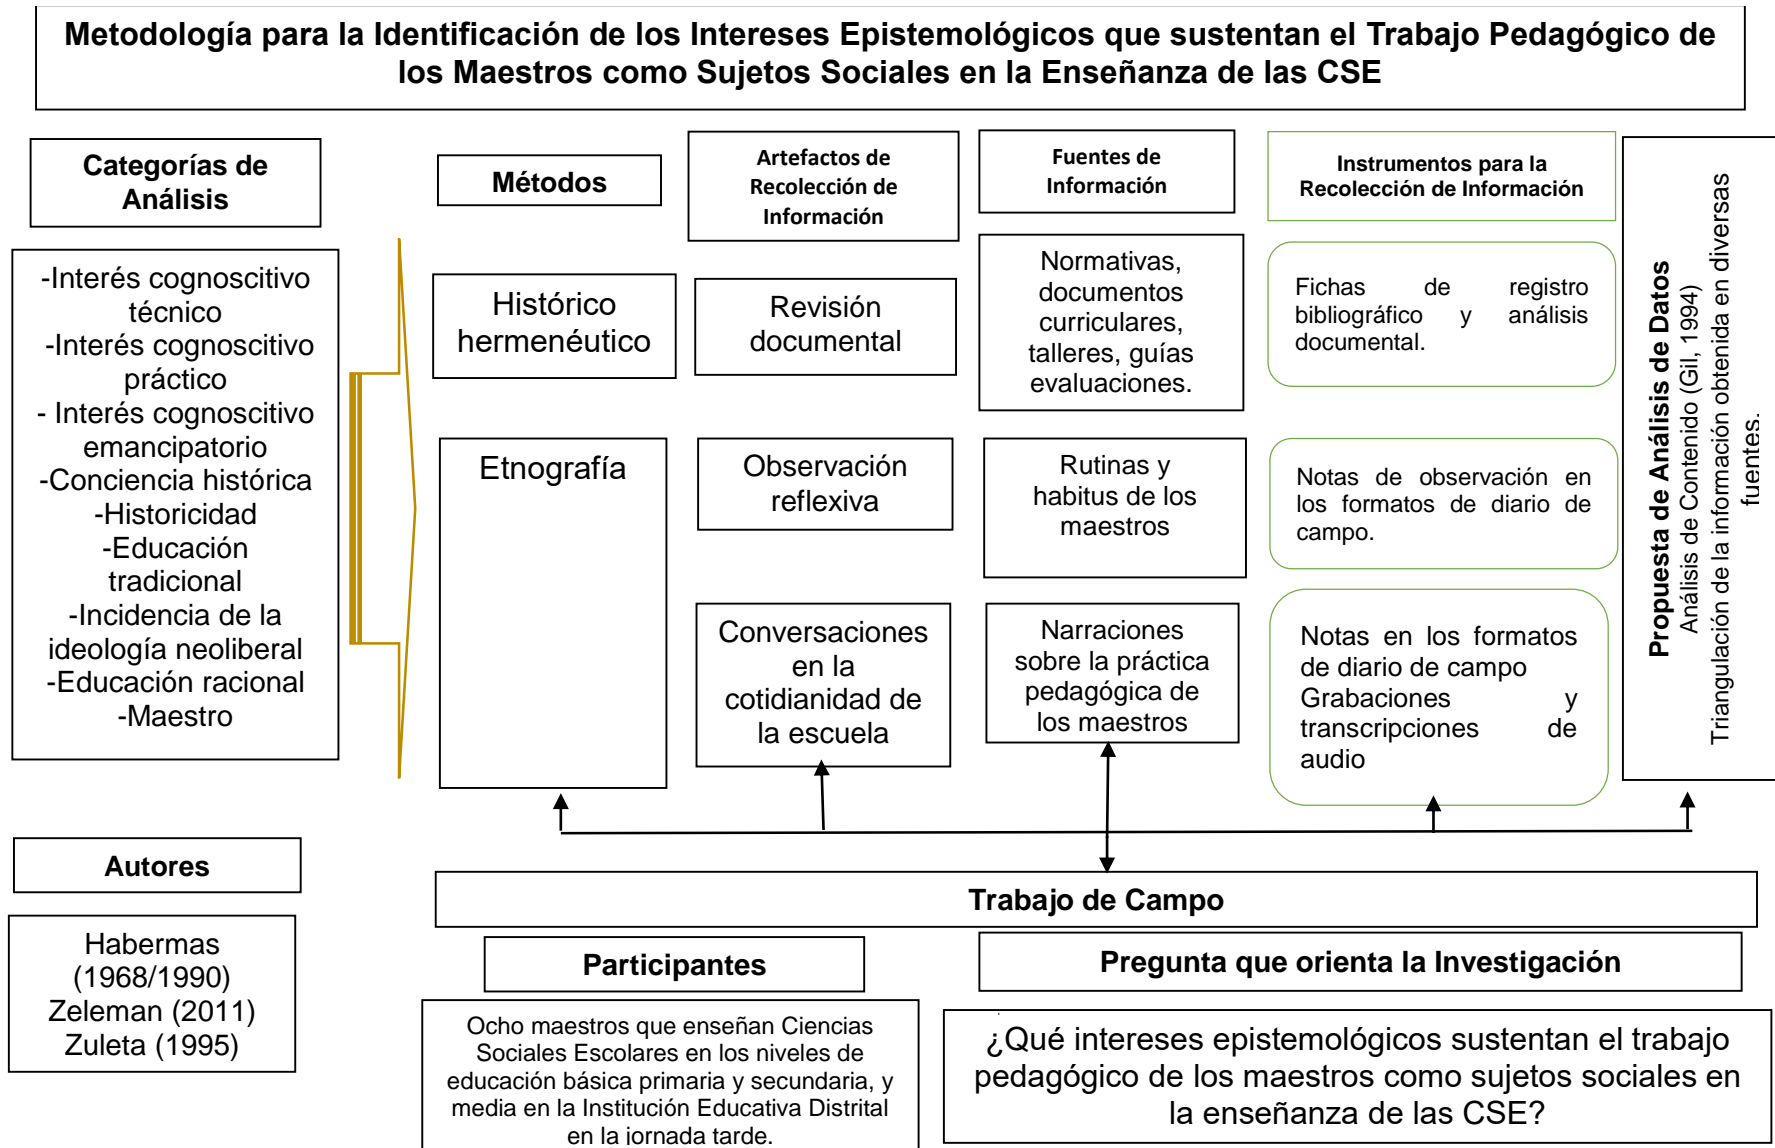 Metodología para la Identificación de los Intereses Epistemológicos que sustentan el Trabajo Pedagógico de
los Maestros como Sujetos Sociales en la Enseñanza de las CSE
Categorías de
Análisis
Métodos
Artefactos de
Recolección de
Información
Fuentes de
Información
Instrumentos para la
Recolección de Información
-Interés cognoscitivo
técnico
-Interés cognoscitivo
práctico
- Interés cognoscitivo
emancipatorio
-Conciencia histórica
-Historicidad
-Educación
tradicional
-Incidencia de la
ideología neoliberal
-Educación racional
-Maestro
Histórico
hermenéutico
Revisión
documental
Normativas,
documentos
curriculares,
talleres, guías
evaluaciones.
Fichas de registro
bibliográfico y análisis
documental.
Etnografía
Observación
reflexiva
Rutinas y
habitus de los
maestros
Notas de observación en
los formatos de diario de
campo.
Conversaciones
en la
cotidianidad de
la escuela
Narraciones
sobre la práctica
pedagógica de
los maestros
Notas en los formatos
de diario de campo
Grabaciones y
transcripciones de
audio
Propuesta de Análisis de Datos
Análisis de Contenido (Gil, 1994)
Triangulación de la información obtenida en diversas
fuentes.
Autores
Habermas
(1968/1990)
Zeleman (2011)
Zuleta (1995)
Trabajo de Campo
Participantes
Ocho maestros que enseñan Ciencias
Sociales Escolares en los niveles de
educación básica primaria y secundaria, y
media en la Institución Educativa Distrital
en la jornada tarde.
Pregunta que orienta la Investigación
¿Qué intereses epistemológicos sustentan el trabajo
pedagógico de los maestros como sujetos sociales en
la enseñanza de las CSE?